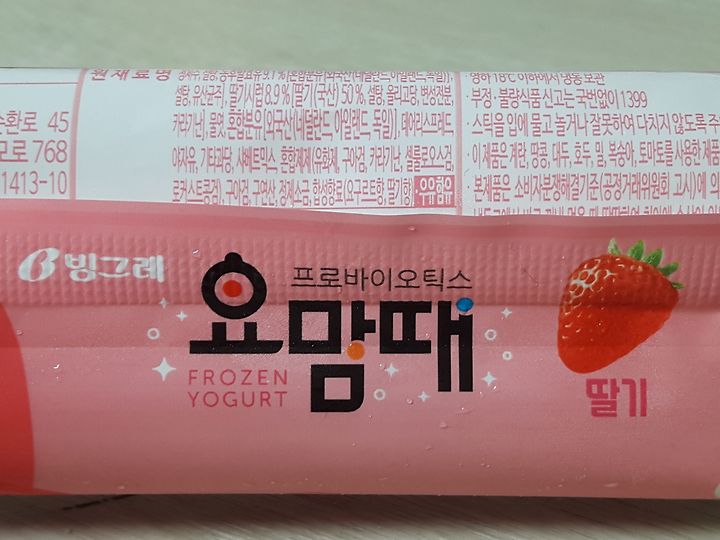 원재료명
설탕, 유산균주], 딸기시럽 8.9 % [딸기(국산) 50 %, 설탕, 올리고당, 변성전분,
카라기난], 물엿, 혼합분유[외국산(네덜란드, 아일랜드, 독일)], 데어리스프레드
야자유, 기타과당, 샤베트믹스, 혼합제제(유화제, 구아검, 카라기난, 셀룰로오스검,
로커스트콩검), 구아검, 구연산, 정제소금, 합성향료(요구르트향, 딸기향)
우유 함유
순환로 45
모로 768
1413-10
· 영하 18℃ 이하에서 냉동 보관
· 부정·불량식품 신고는 국번없이 1399
· 스틱을 입에 물고 눕거나 잘못하여 다치지 않도록 주
· 이 제품은 계란, 땅콩, 대두, 호두, 밀, 복숭아, 토마토를 사용한 제품
· 본제품은 소비자분쟁해결기준(공정거래위원회 고시)에 의
빙그레
프로바이오틱스
요맘때
FROZEN
YOGURT
딸기